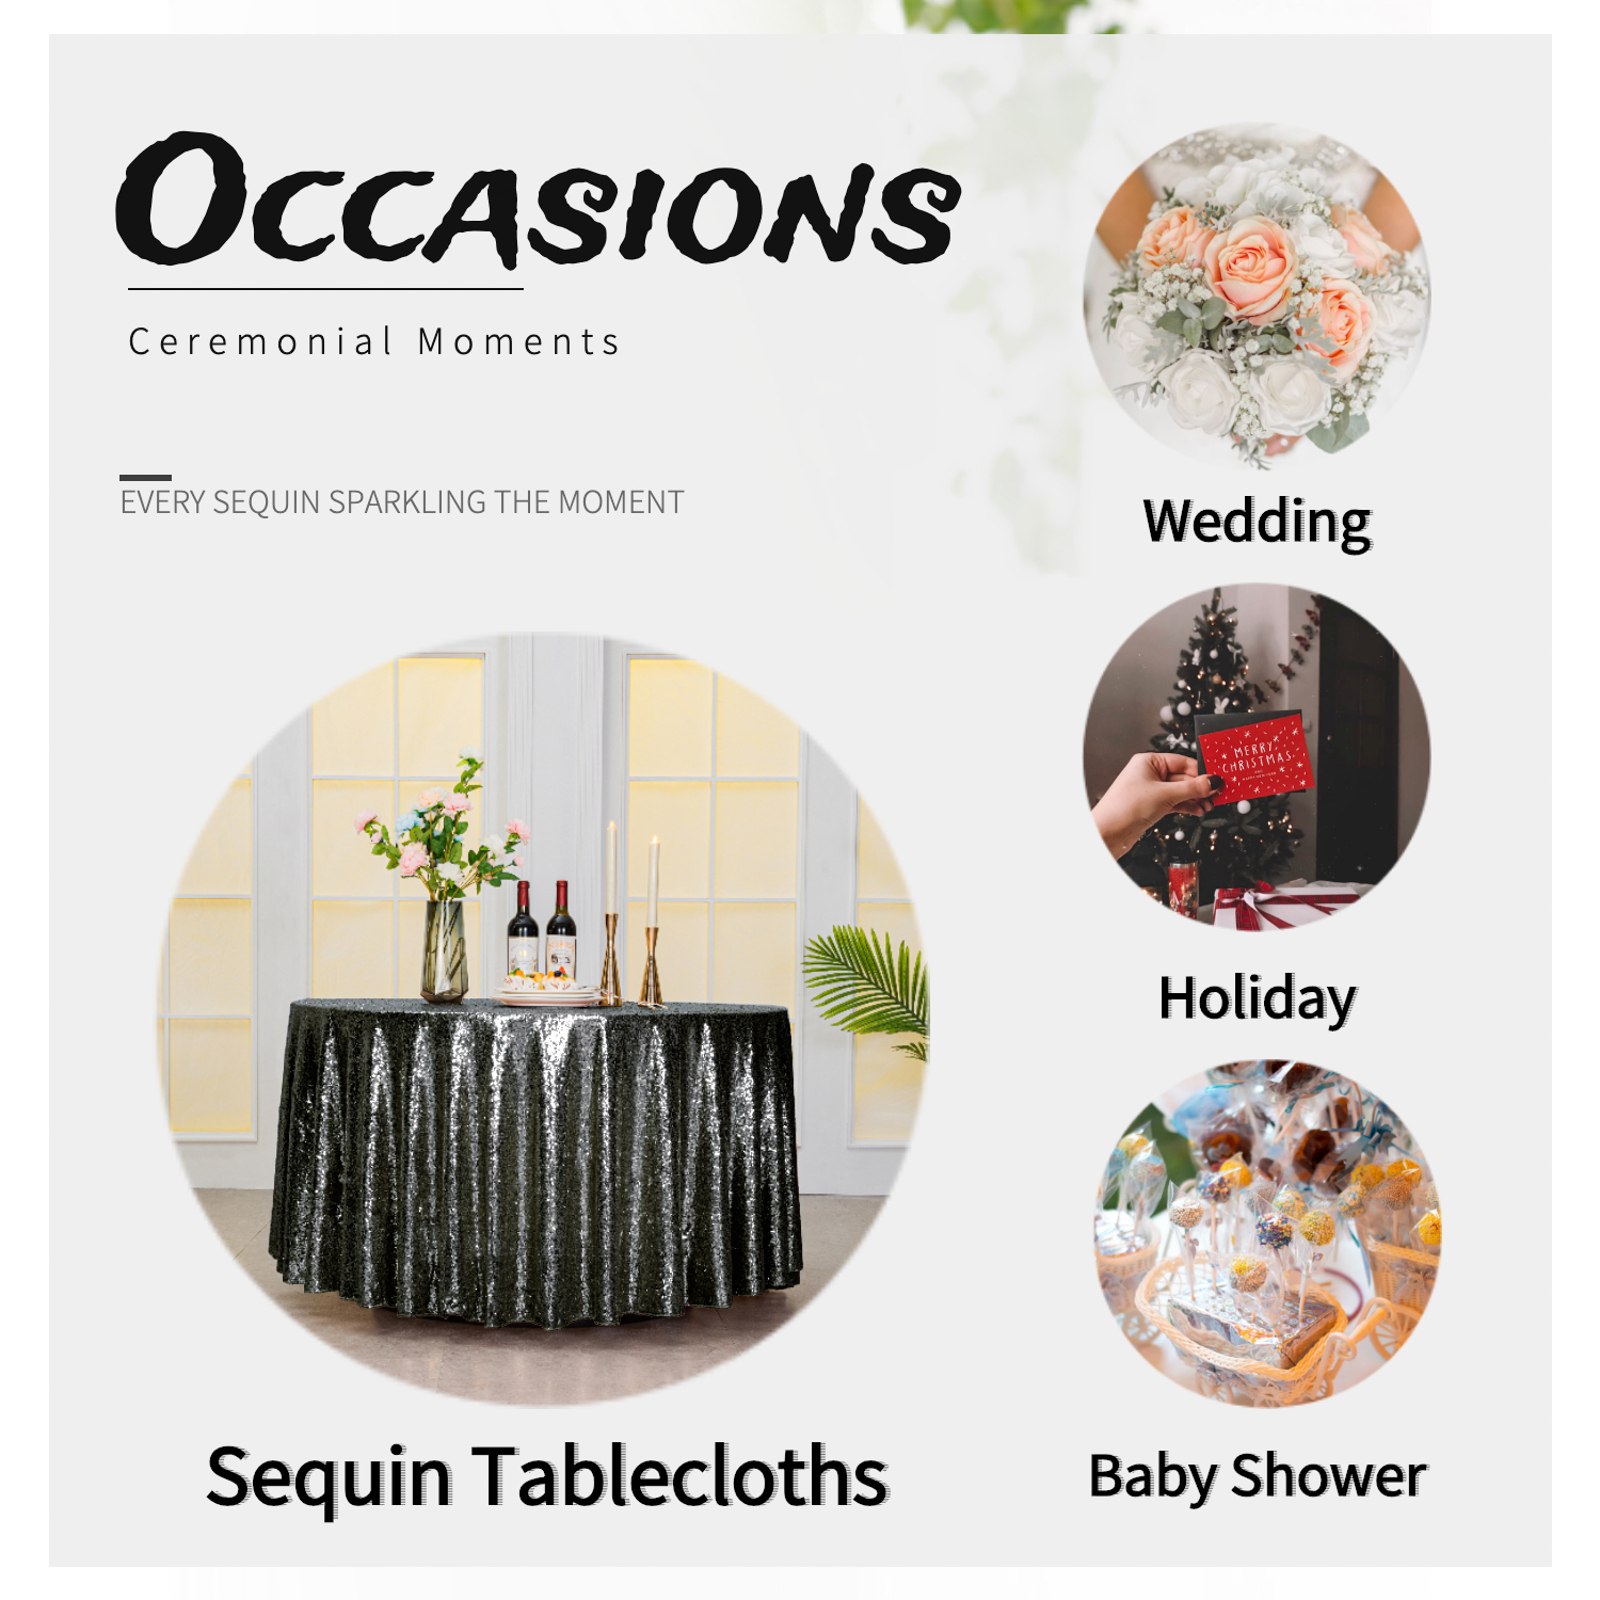 OCCASIONS
Ceremonial Moments
EVERY SEQUIN SPARKLING THE MOMENT
Wedding
MERRY
CHRISTMAS
Holiday
Sequin Tablecloths
Baby Shower